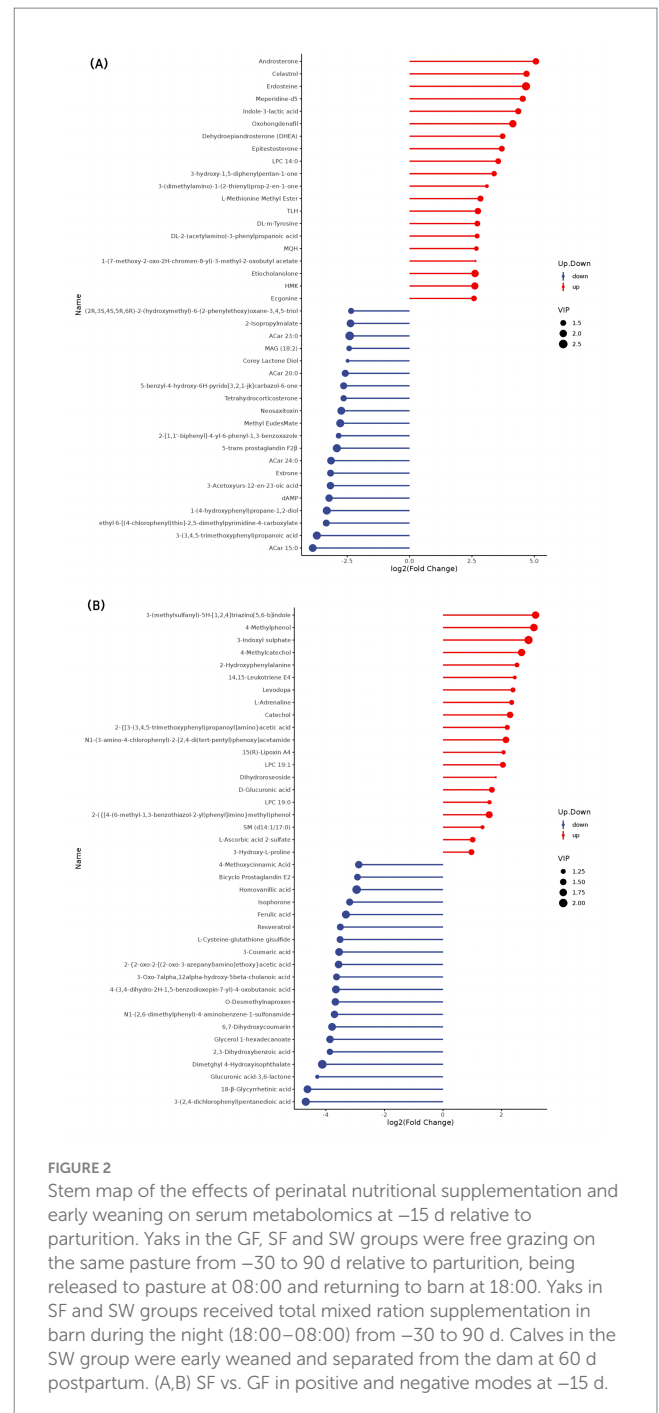 (A)
Androsterone
Celastrol
Erdosteine
Meperidine-d5
Indole-3-lactic acid
Oxohongdenafil
Dehydroepiandrosterone (DHEA)
Epitestosterone
LPC 14:0
3-hydroxy-1,5-diphenylpentan-1-one
3-(dimethylamino)-1-(2-thienyl)prop-2-en-1-one
L-Methionine Methyl Ester
TLH
DL-m-Tyrosine
DL-2-(acetylamino)-3-phenylpropanoic acid
MQH
1-(7-methoxy-2-oxo-2H-chromen-8-yl)-3-methyl-2-oxobutyl acetate
Etiocholanolone
HMK
Ecgonine
(2R,3S,4S,5R,6R)-2-(hydroxymethyl)-6-(2-phenylethoxy)oxane-3,4,5-triol
2-Isopropylmalate
ACar 23:0
MAG (18:2)
Corey Lactone Diol
ACar 20:0
5-benzyl-4-hydroxy-6H-pyrido[3,2,1-jk]carbazol-6-one
Tetrahydrocorticosterone
Neosaxitoxin
Methyl EudesMate
2-[1,1'-biphenyl]-4-yl-6-phenyl-1,3-benzoxazole
5-trans prostaglandin F2β
ACar 24:0
Estrone
3-Acetoxyurs-12-en-23-oic acid
dAMP
1-(4-hydroxyphenyl)propane-1,2-diol
ethyl 6-[(4-chlorophenyl)thio]-2,5-dimethylpyrimidine-4-carboxylate
3-(3,4,5-trimethoxyphenyl)propanoic acid
ACar 15:0
Name
-2.5 0.0 2.5 5.0
log2(Fold Change)
Up.Down
down
up
VIP
1.5
2.0
2.5
(B)
3-(methylsulfanyl)-5H-[1,2,4]triazino[5,6-b]indole
4-Methylphenol
3-Indoxyl sulphate
4-Methylcatechol
2-Hydroxyphenylalanine
14,15-Leukotriene E4
Levodopa
L-Adrenaline
Catechol
2-{[3-(3,4,5-trimethoxyphenyl)propanoyl]amino}acetic acid
N1-(3-amino-4-chlorophenyl)-2-[2,4-di(tert-pentyl)phenoxy]acetamide
15(R)-Lipoxin A4
LPC 19:1
Dihydroroseoside
D-Glucuronic acid
LPC 19:0
2-({[4-(6-methyl-1,3-benzothiazol-2-yl)phenyl]imino}methyl)phenol
SM (d14:1/17:0)
L-Ascorbic acid 2-sulfate
3-Hydroxy-L-proline
4-Methoxycinnamic Acid
Bicyclo Prostaglandin E2
Homovanillic acid
Isophorone
Ferulic acid
Resveratrol
L-Cysteine-glutathione gisulfide
3-Coumaric acid
2-{2-oxo-2-[(2-oxo-3-azepanyl)amino]ethoxy}acetic acid
3-Oxo-7alpha,12alpha-hydroxy-5beta-cholanoic acid
4-(3,4-dihydro-2H-1,5-benzodioxepin-7-yl)-4-oxobutanoic acid
O-Desmethylnaproxen
N1-(2,6-dimethylphenyl)-4-aminobenzene-1-sulfonamide
6,7-Dihydroxycoumarin
Glycerol 1-hexadecanoate
2,3-Dihydroxybenzoic acid
Dimetghyl 4-Hydroxyisophthalate
Glucuronic acid-3,6-lactone
18-β-Glycyrrhetinic acid
3-(2,4-dichlorophenyl)pentanedioic acid
Name
-4 -2 0 2
log2(Fold Change)
Up.Down
down
up
VIP
1.25
1.50
1.75
2.00
FIGURE 2
Stem map of the effects of perinatal nutritional supplementation and
early weaning on serum metabolomics at −15 d relative to
parturition. Yaks in the GF, SF and SW groups were free grazing on
the same pasture from −30 to 90 d relative to parturition, being
released to pasture at 08:00 and returning to barn at 18:00. Yaks in
SF and SW groups received total mixed ration supplementation in
barn during the night (18:00–08:00) from −30 to 90 d. Calves in the
SW group were early weaned and separated from the dam at 60 d
postpartum. (A,B) SF vs. GF in positive and negative modes at −15 d.